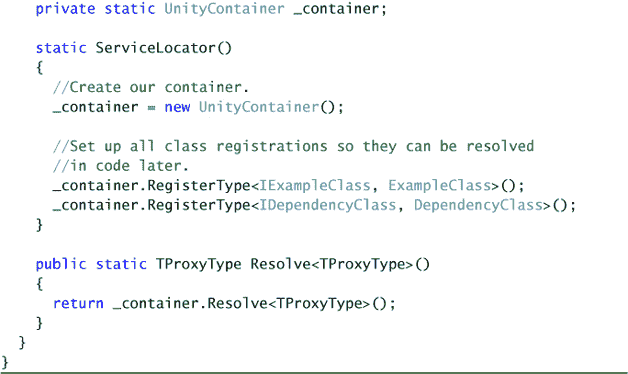 private static UnityContainer _container;
static ServiceLocator()
{
//Create our container.
_container = new UnityContainer();
//Set up all class registrations so they can be resolved
//in code later.
_container.RegisterType<IExampleClass, ExampleClass>();
_container.RegisterType<IDependencyClass, DependencyClass>();
}
public static TProxyType Resolve<TProxyType>()
{
return _container.Resolve<TProxyType>();
}
}
}